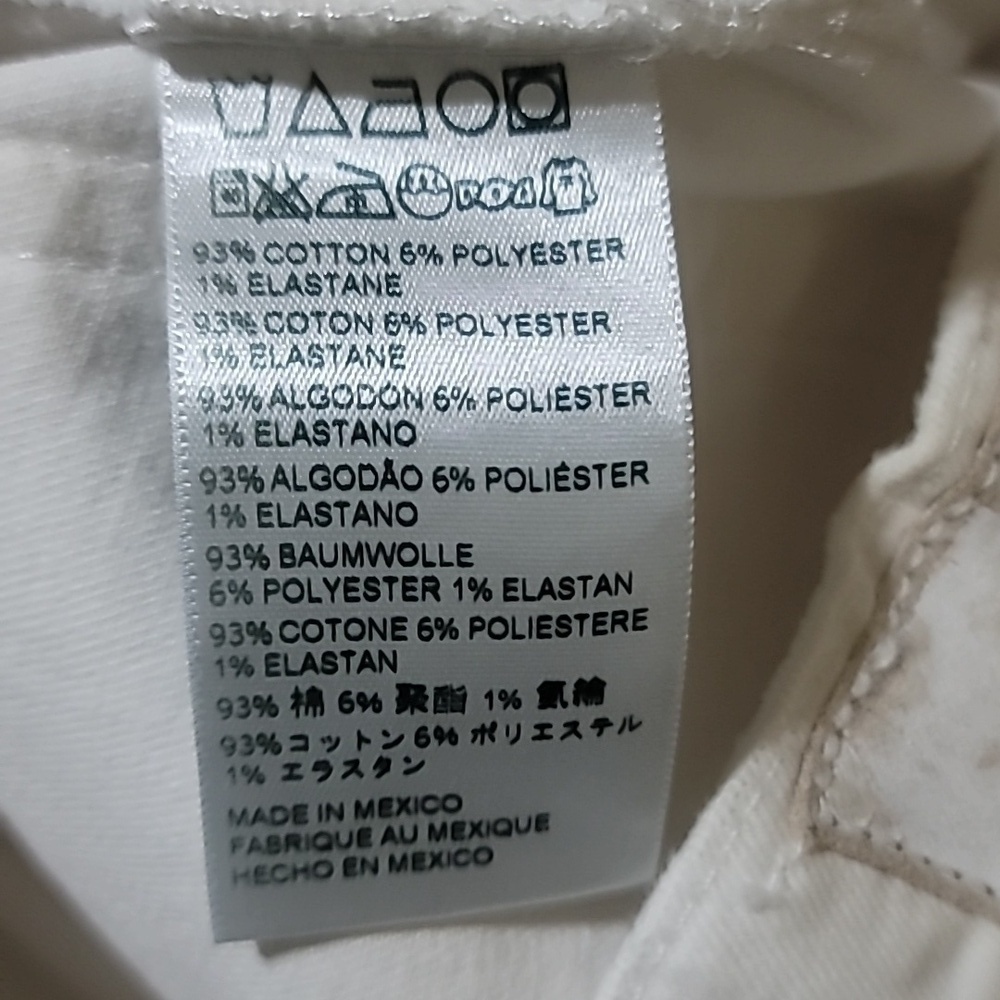 93% COTTON 6% POLYESTER
1% ELASTANE
93% COTON 6% POLYESTER
1% ELASTANE
93% ALGODÓN 6% POLIÉSTER
1% ELASTANO
93% ALGODÃO 6% POLIÉSTER
1% ELASTANO
93% BAUMWOLLE
6% POLYESTER 1% ELASTAN
93% COTONE 6% POLIESTERE
1% ELASTAN
93% 棉 6% 聚酯 1% 氨綸
93% コットン 6% ポリエステル
1% エラスタン
MADE IN MEXICO
FABRIQUE AU MEXIQUE
HECHO EN MEXICO